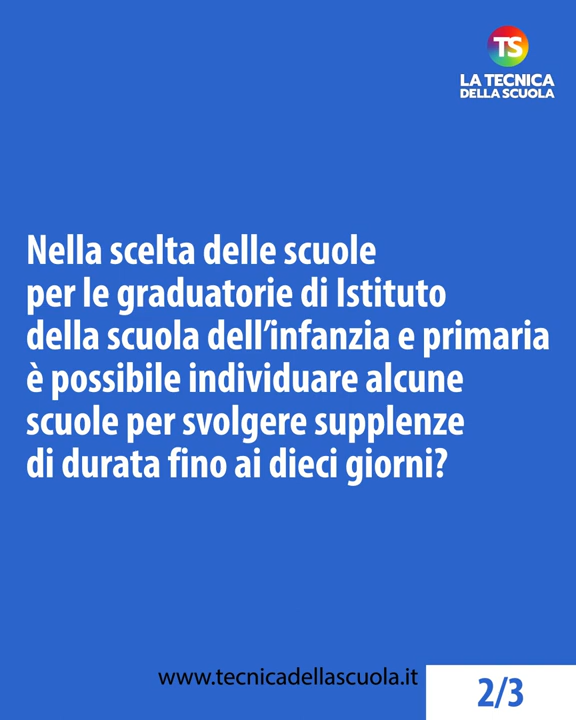 TS
LA TECNICA
DELLA SCUOLA
Nella scelta delle scuole
per le graduatorie di Istituto
della scuola dell'infanzia e primaria
è possibile individuare alcune
scuole per svolgere supplenze
di durata fino ai dieci giorni?
www.tecnicadellascuola.it
2/3